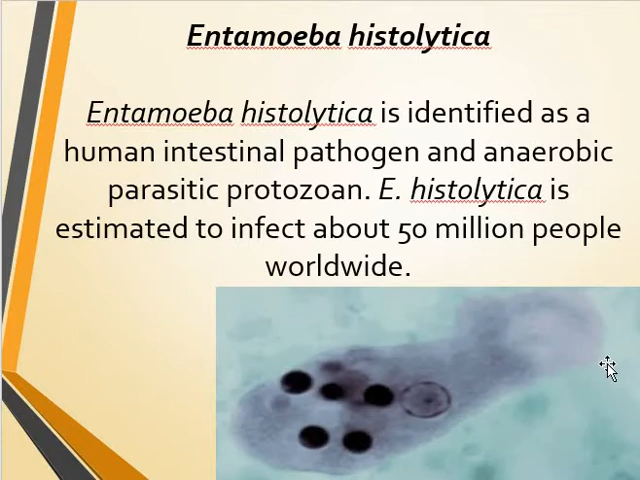 Entamoeba histolytica
Entamoeba histolytica is identified as a
human intestinal pathogen and anaerobic
parasitic protozoan. E. histolytica is
estimated to infect about 50 million people
worldwide.